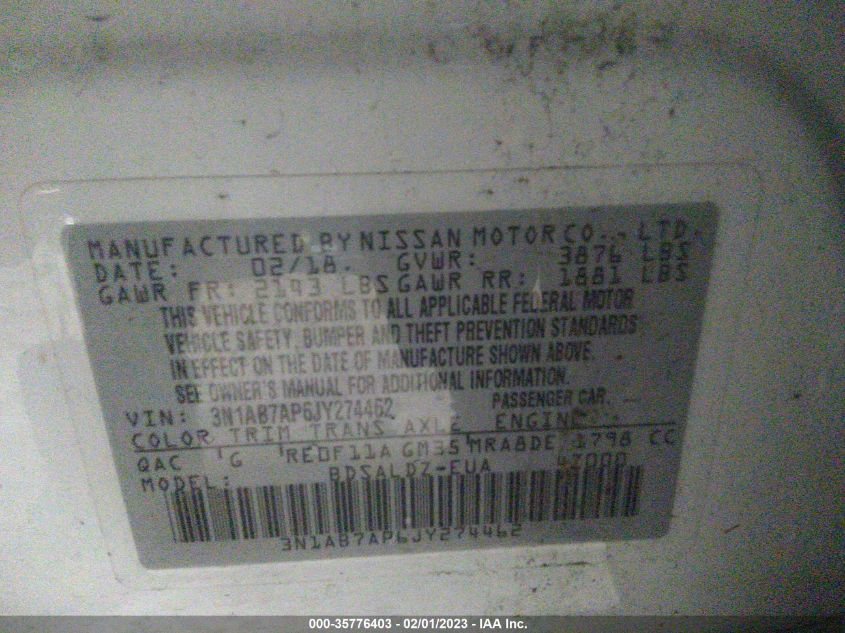 MANUFACTURED BY NISSAN MOTOR CO., LTD.
DATE: 02/18. GVWR: 3876 LBS
GAWR FR: 2193 LBS GAWR RR: 1881 LBS
THIS VEHICLE CONFORMS TO ALL APPLICABLE FEDERAL MOTOR
VEHICLE SAFETY, BUMPER AND THEFT PREVENTION STANDARDS
IN EFFECT ON THE DATE OF MANUFACTURE SHOWN ABOVE.
SEE OWNER'S MANUAL FOR ADDITIONAL INFORMATION.
VIN: 3N1AB7AP6JY274462 PASSENGER CAR.
COLOR TRIM TRANS AXLE ENGINE
QAC G RE0F11A GM35 MRA8DE 1798 CC
MODEL: BDSALDZ-EUA
3N1AB7AP6JY274462
000-35776403 - 02/01/2023 - IAA Inc.